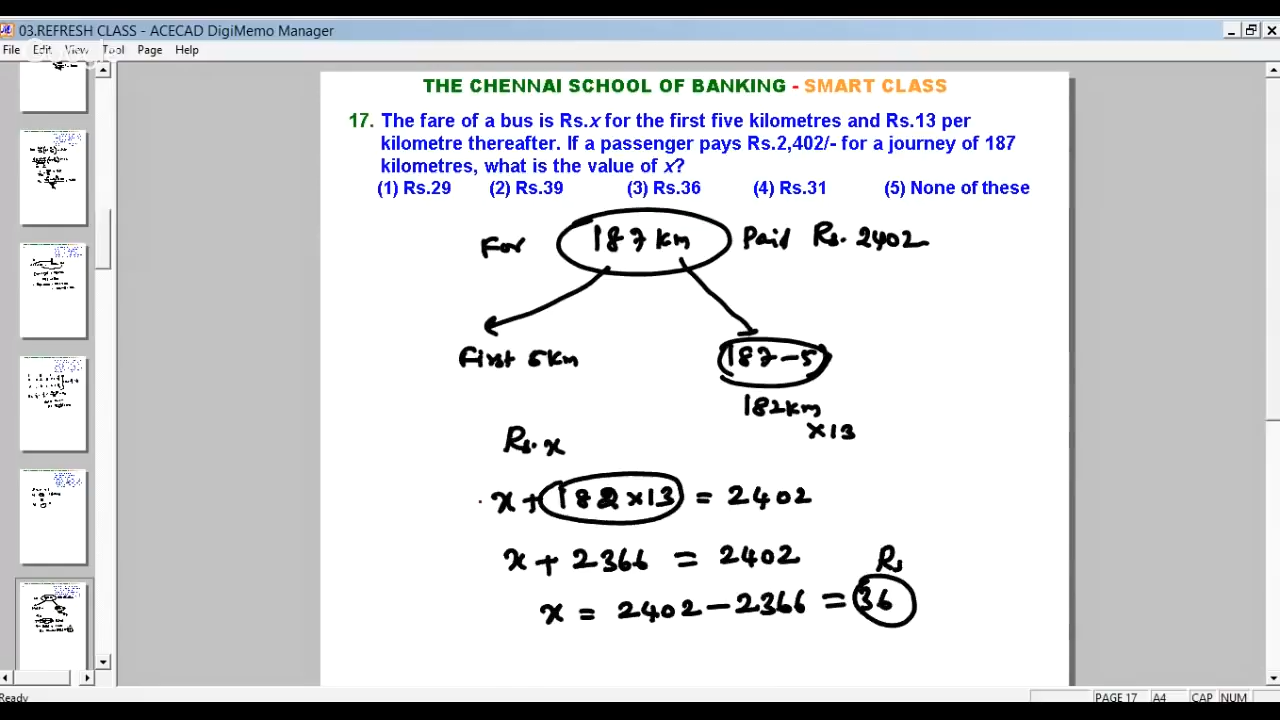 03.REFRESH CLASS - ACECAD DigiMemo Manager
File Edit View Tool Page Help
THE CHENNAI SCHOOL OF BANKING - SMART CLASS
17. The fare of a bus is Rs.x for the first five kilometres and Rs.13 per
kilometre thereafter. If a passenger pays Rs.2,402/- for a journey of 187
kilometres, what is the value of x?
(1) Rs.29 (2) Rs.39 (3) Rs.36 (4) Rs.31 (5) None of these
For 187 km Paid Rs. 2402
First 5km 187-5
182km
×13
Rs. x
x + 182×13 = 2402
x + 2366 = 2402
Rs
x = 2402 - 2366 = 36
Ready PAGE 17 A4 CAP NUM